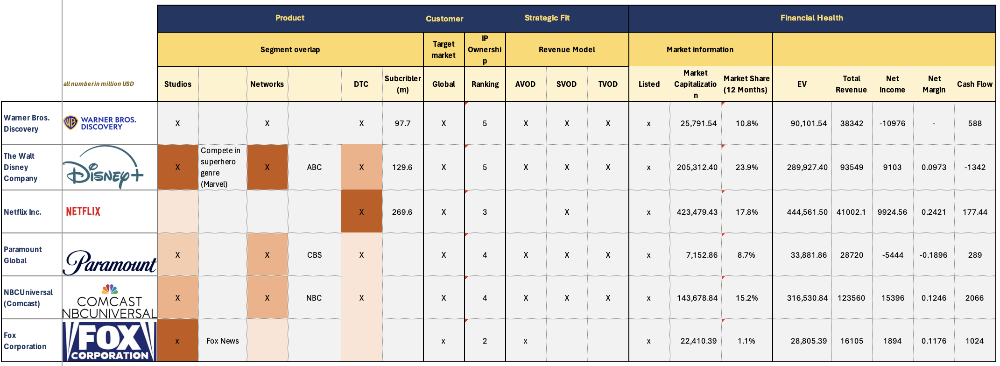 Product Customer Strategic Fit Financial Health
Segment overlap Target market IP Ownershi p Revenue Model Market information
all number in million USD Studios Networks DTC Subcribler (m) Global Ranking AVOD SVOD TVOD Listed Market Capitalizatio n Market Share (12 Months) EV Total Revenue Net Income Net Margin Cash Flow
Warner Bros. Discovery WB WARNER BROS. DISCOVERY X X X 97.7 X 5 X X X x 25,791.54 10.8% 90,101.54 38342 -10976 - 588
The Walt Disney Company Disney+ X Compete in superhero genre (Marvel) X ABC X 129.6 X 5 X X X x 205,312.40 23.9% 289,927.40 93549 9103 0.0973 -1342
Netflix Inc. NETFLIX X 269.6 X 3 X x 423,479.43 17.8% 444,561.50 41002.1 9924.56 0.2421 177.44
Paramount Global Paramount X X CBS X X 4 X X X x 7,152.86 8.7% 33,881.86 28720 -5444 -0.1896 289
NBCUniversal (Comcast) COMCAST NBCUNIVERSAL X X NBC X X 4 X X X x 143,678.84 15.2% 316,530.84 123560 15396 0.1246 2066
Fox Corporation FOX CORPORATION x Fox News x 2 x x 22,410.39 1.1% 28,805.39 16105 1894 0.1176 1024